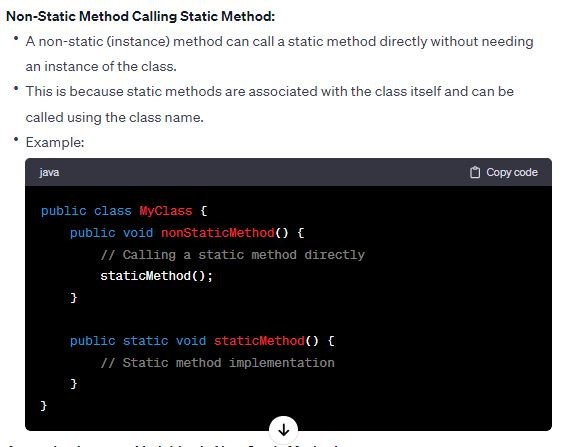 Non-Static Method Calling Static Method:
• A non-static (instance) method can call a static method directly without needing
an instance of the class.
• This is because static methods are associated with the class itself and can be
called using the class name.
• Example:
java Copy code
public class MyClass {
    public void nonStaticMethod() {
        // Calling a static method directly
        staticMethod();
    }

    public static void staticMethod() {
        // Static method implementation
    }
}